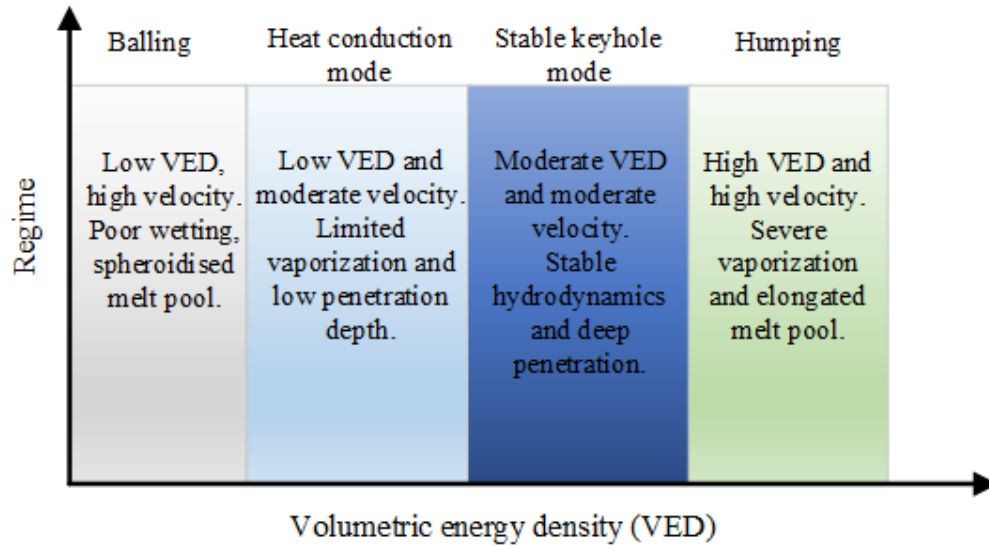 Balling
Heat conduction
mode
Stable keyhole
mode
Humping
Regime
Low VED,
high velocity.
Poor wetting,
spheroidised
melt pool.
Low VED and
moderate velocity.
Limited
vaporization and
low penetration
depth.
Moderate VED
and moderate
velocity.
Stable
hydrodynamics
and deep
penetration.
High VED and
high velocity.
Severe
vaporization
and elongated
melt pool.
Volumetric energy density (VED)